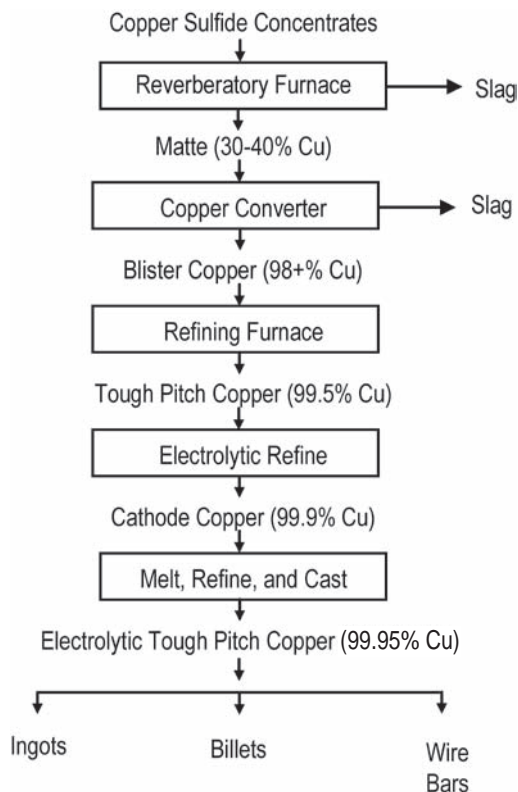 Copper Sulfide Concentrates
Reverberatory Furnace
Slag
Matte (30-40% Cu)
Copper Converter
Slag
Blister Copper (98+% Cu)
Refining Furnace
Tough Pitch Copper (99.5% Cu)
Electrolytic Refine
Cathode Copper (99.9% Cu)
Melt, Refine, and Cast
Electrolytic Tough Pitch Copper (99.95% Cu)
Ingots
Billets
Wire
Bars